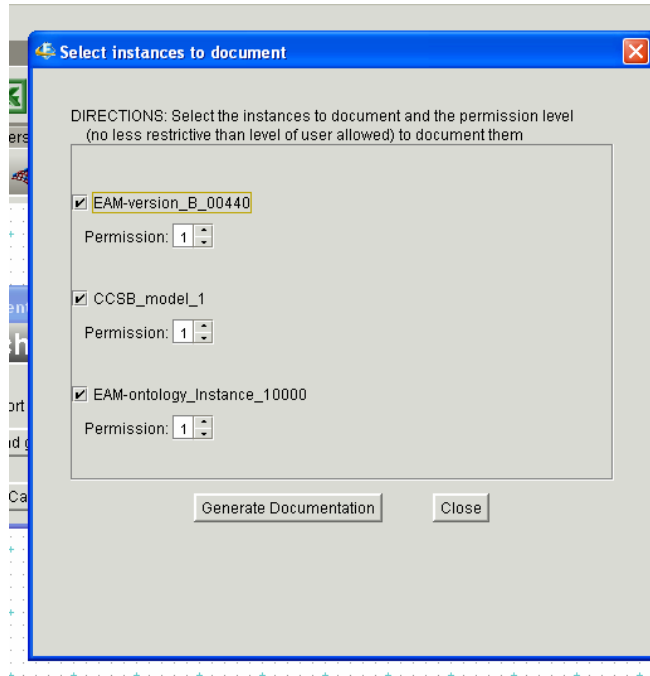 Select instances to document
DIRECTIONS: Select the instances to document and the permission level
(no less restrictive than level of user allowed) to document them
EAM-version_B_00440
Permission: 1
CCSB_model_1
Permission: 1
EAM-ontology_Instance_10000
Permission: 1
Generate Documentation Close